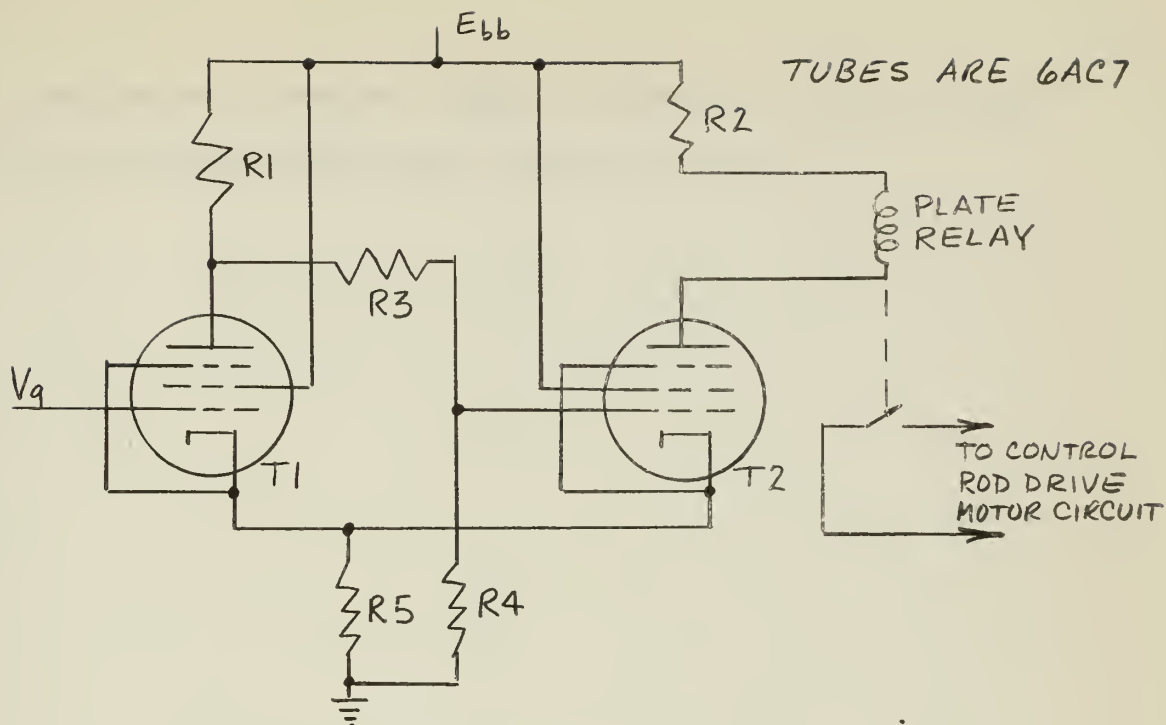 Ebb
TUBES ARE 6AC7
R1
R2
PLATE
RELAY
R3
Vg
T1
T2
TO CONTROL
ROD DRIVE
MOTOR CIRCUIT
R5
R4